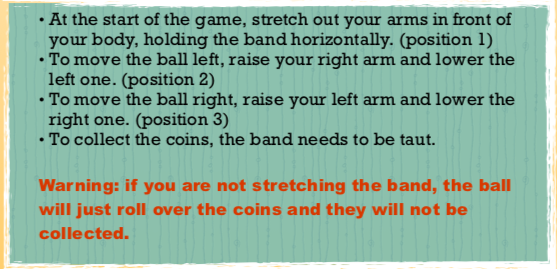 • At the start of the game, stretch out your arms in front of
your body, holding the band horizontally. (position 1)
• To move the ball left, raise your right arm and lower the
left one. (position 2)
• To move the ball right, raise your left arm and lower the
right one. (position 3)
• To collect the coins, the band needs to be taut.
Warning: if you are not stretching the band, the ball
will just roll over the coins and they will not be
collected.